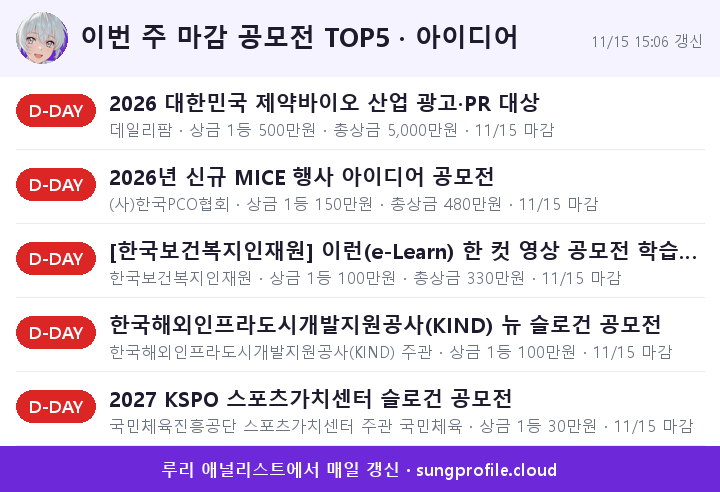 이번 주 마감 공모전 TOP5 · 아이디어
11/15 15:06 갱신
D-DAY
2026 대한민국 제약바이오 산업 광고·PR 대상
데일리팜 · 상금 1등 500만원 · 총상금 5,000만원 · 11/15 마감
D-DAY
2026년 신규 MICE 행사 아이디어 공모전
(사)한국PCO협회 · 상금 1등 150만원 · 총상금 480만원 · 11/15 마감
D-DAY
[한국보건복지인재원] 이런(e-Learn) 한 컷 영상 공모전 학습...
한국보건복지인재원 · 상금 1등 100만원 · 총상금 330만원 · 11/15 마감
D-DAY
한국해외인프라도시개발지원공사(KIND) 뉴 슬로건 공모전
한국해외인프라도시개발지원공사(KIND) 주관 · 상금 1등 100만원 · 11/15 마감
D-DAY
2027 KSPO 스포츠가치센터 슬로건 공모전
국민체육진흥공단 스포츠가치센터 주관 국민체육 · 상금 1등 30만원 · 11/15 마감
루리 애널리스트에서 매일 갱신 · sungprofile.cloud